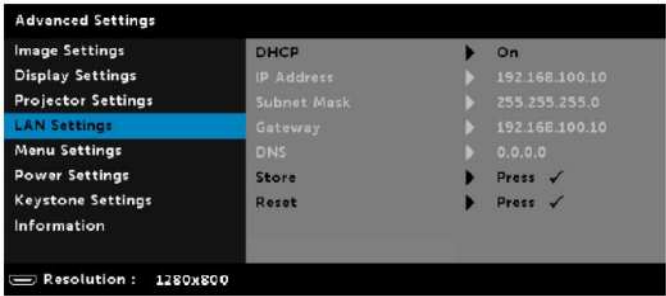 Advanced Settings
Image Settings
DHCP On
Display Settings
IP Address 192.168.100.10
Projector Settings
Subnet Mask 255.255.255.0
LAN Settings
Gateway 192.168.100.10
Menu Settings
DNS 0.0.0.0
Power Settings
Store Press ✓
Keystone Settings
Reset Press ✓
Information
Resolution : 1280x800